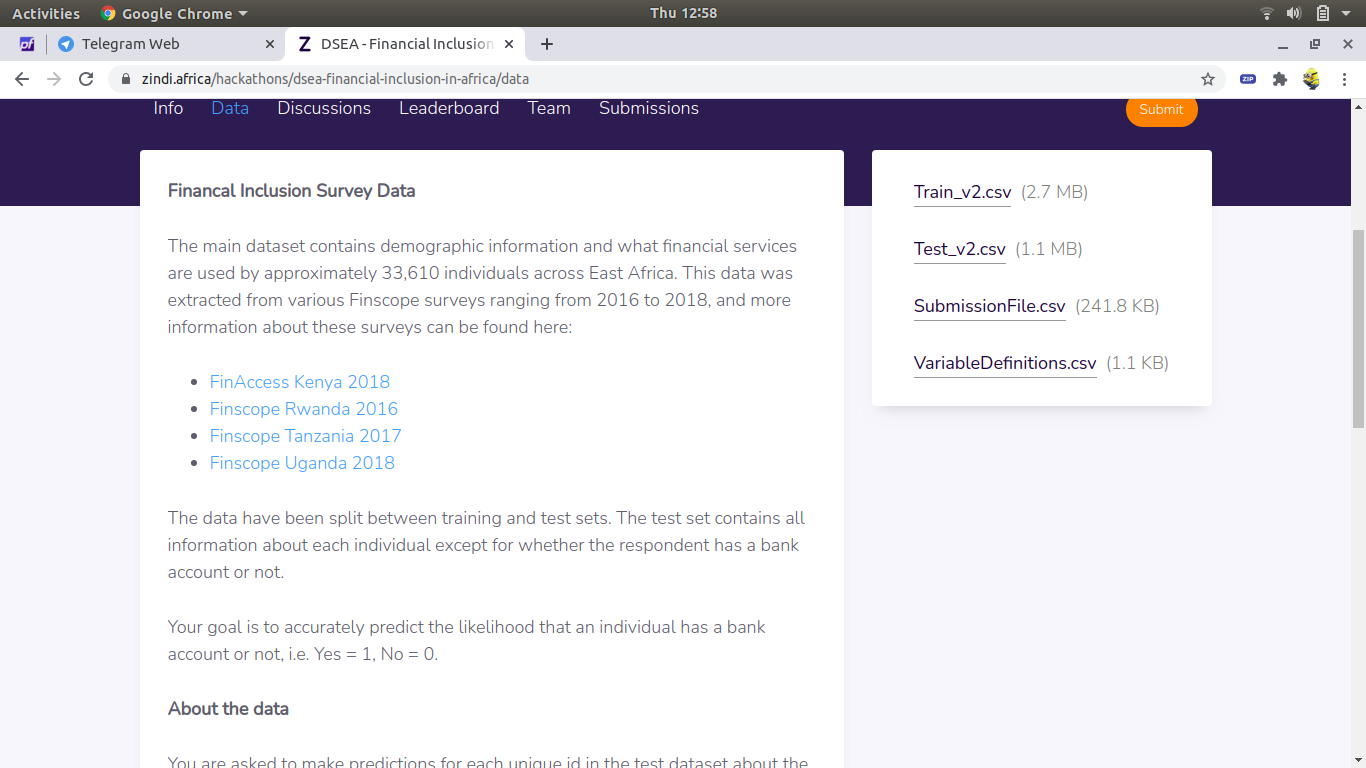 Activities
Google Chrome
Thu 12:58
Telegram Web
DSEA - Financial Inclusion
zindi.africa/hackathons/dsea-financial-inclusion-in-africa/data
ZIP
Info
Data
Discussions
Leaderboard
Team
Submissions
Submit
Financal Inclusion Survey Data
The main dataset contains demographic information and what financial services
are used by approximately 33,610 individuals across East Africa. This data was
extracted from various Finscope surveys ranging from 2016 to 2018, and more
information about these surveys can be found here:
FinAccess Kenya 2018
Finscope Rwanda 2016
Finscope Tanzania 2017
Finscope Uganda 2018
The data have been split between training and test sets. The test set contains all
information about each individual except for whether the respondent has a bank
account or not.
Your goal is to accurately predict the likelihood that an individual has a bank
account or not, i.e. Yes = 1, No = 0.
About the data
You are asked to make predictions for each unique id in the test dataset about the
Train_v2.csv (2.7 MB)
Test_v2.csv (1.1 MB)
SubmissionFile.csv (241.8 KB)
VariableDefinitions.csv (1.1 KB)